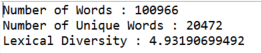 Number of Words : 100966
Number of Unique Words : 20472
Lexical Diversity : 4.93190699492